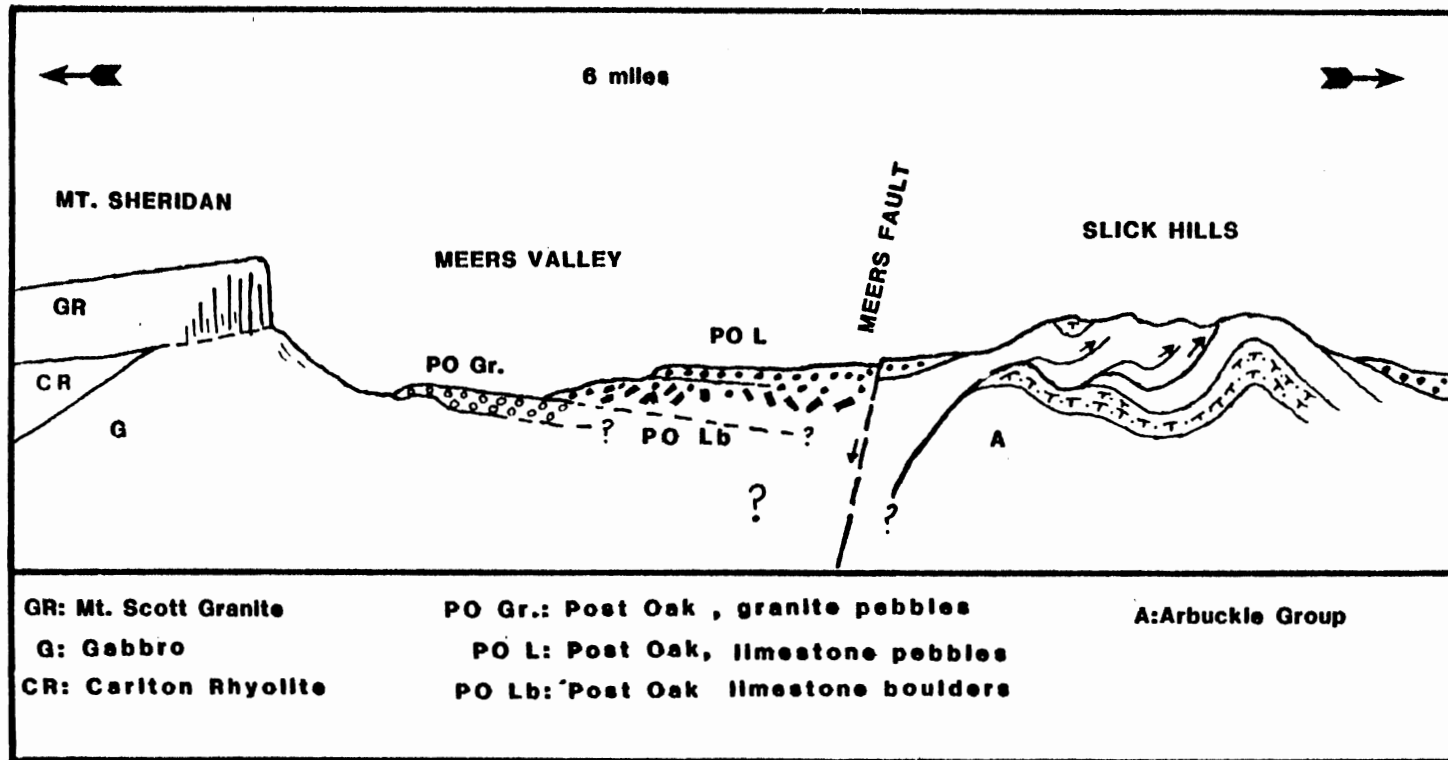 6 miles
MT. SHERIDAN
MEERS VALLEY
MEERS FAULT
SLICK HILLS
GR
CR
G
PO Gr.
PO L
PO Lb
?
?
?
?
A
T
GR: Mt. Scott Granite
G: Gabbro
CR: Carlton Rhyolite
PO Gr.: Post Oak , granite pebbles
PO L: Post Oak, limestone pebbles
PO Lb: Post Oak limestone boulders
A:Arbuckle Group